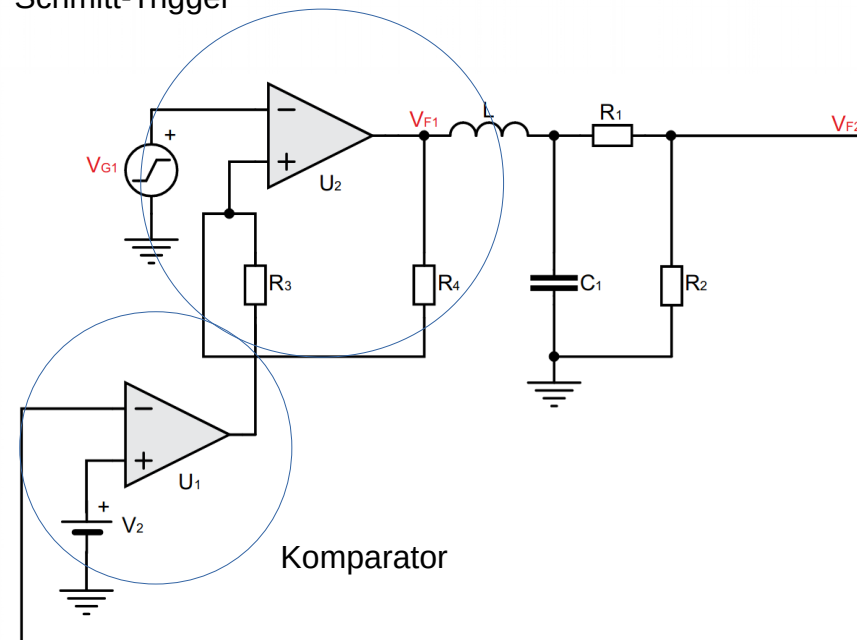 Schmitt-Trigger
L
R1
VF1
VF2
+
−
VG1
+
U2
R3
R4
C1
R2
−
+
U1
+
V2
Komparator